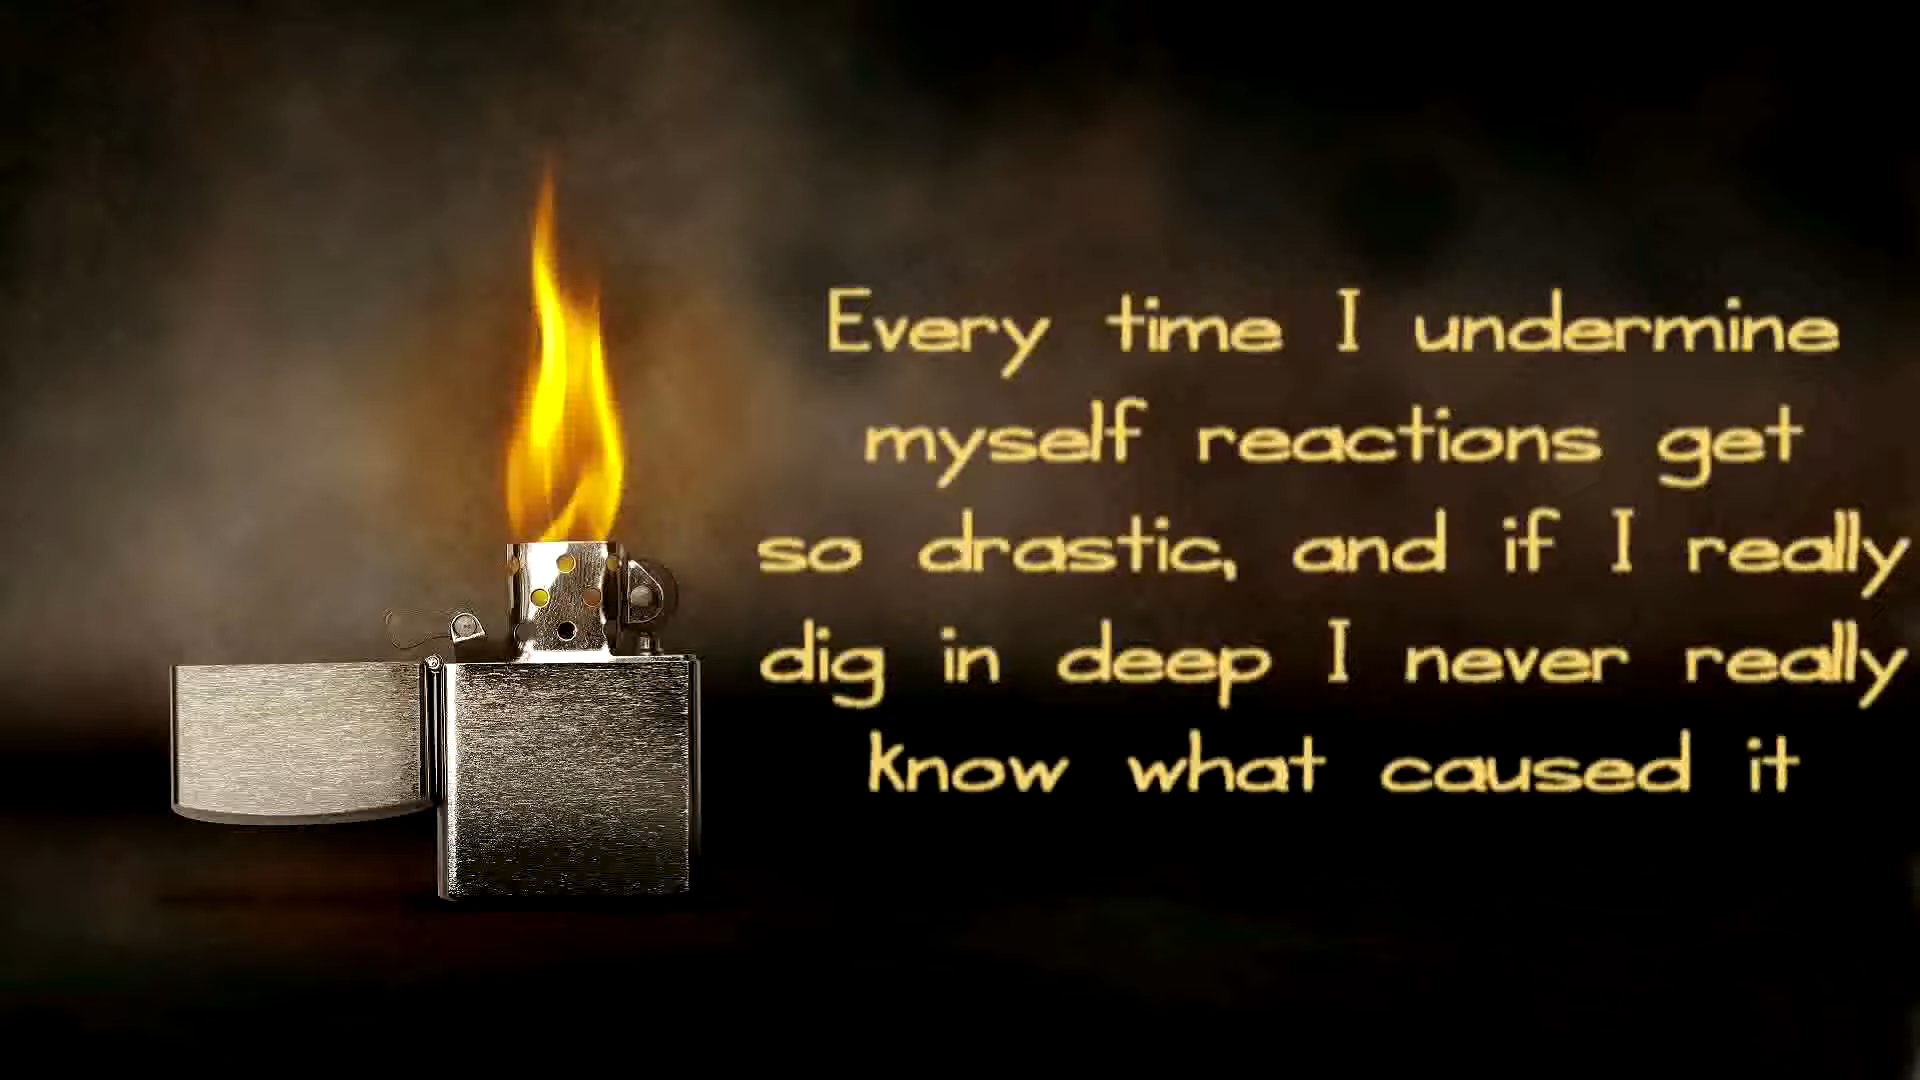 Every time I undermine
myself reactions get
so drastic, and if I really
dig in deep I never really
know what caused it